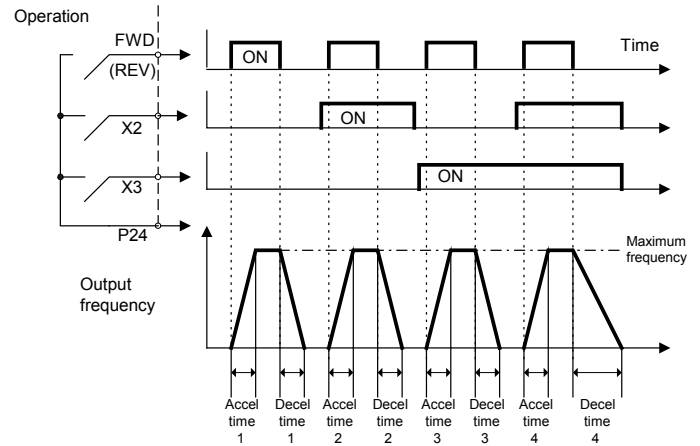 Operation
FWD
(REV)
ON
Time
X2
ON
X3
ON
P24
Maximum
frequency
Output
frequency
Accel
time
1
Decel
time
1
Accel
time
2
Decel
time
2
Accel
time
3
Decel
time
3
Accel
time
4
Decel
time
4